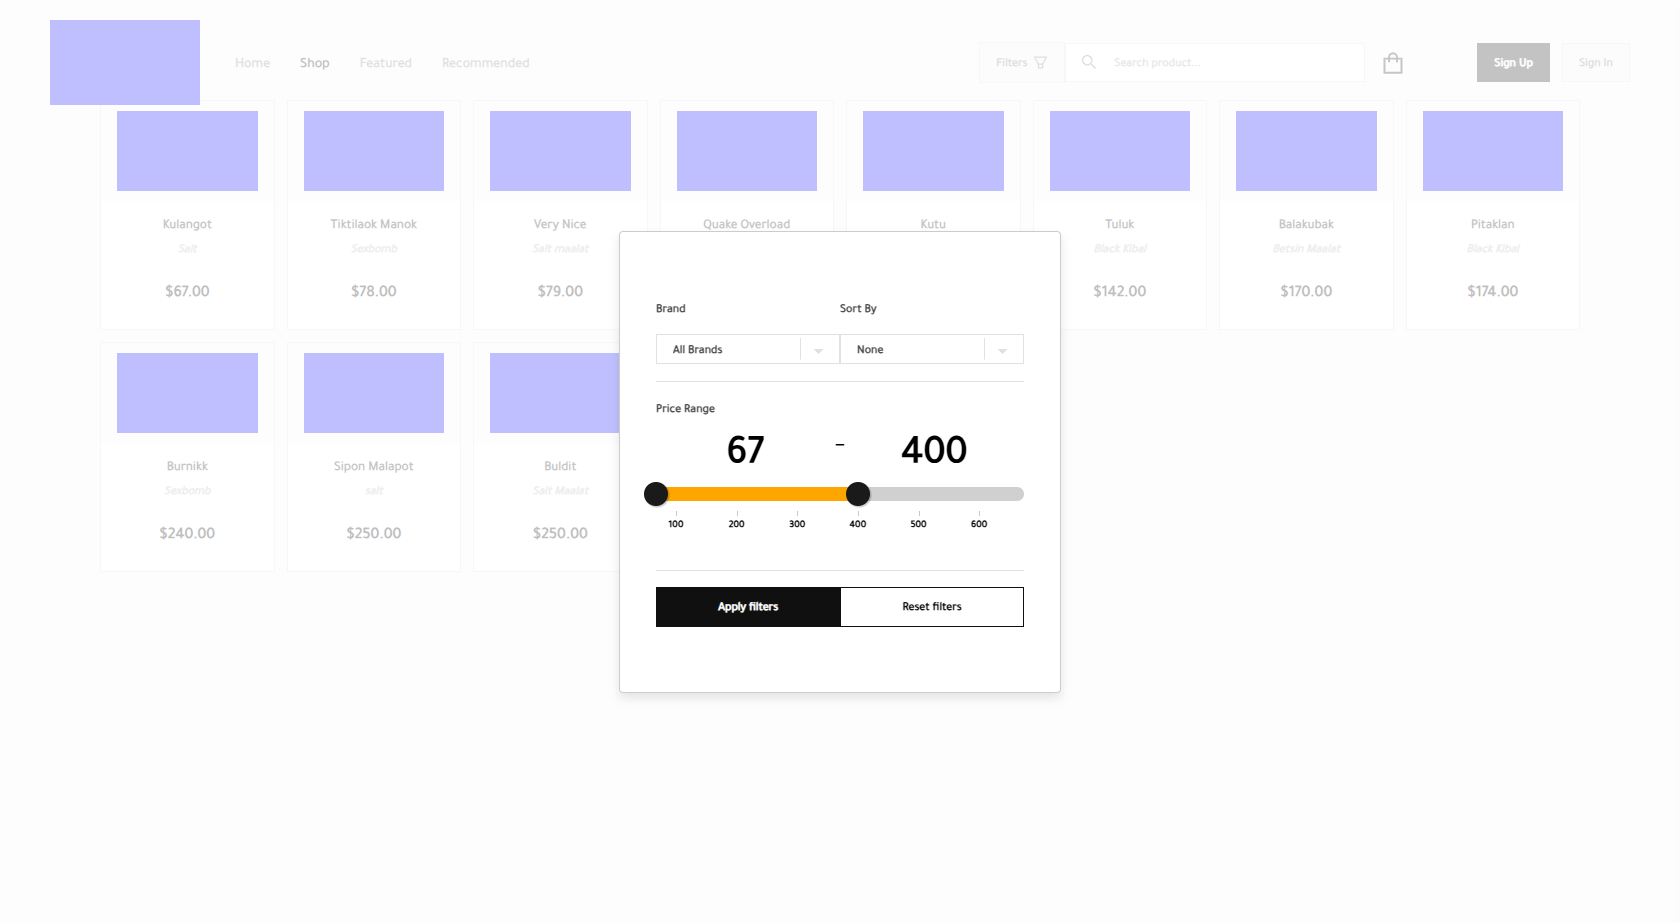 Home Shop Featured Recommended Filters Search product... Sign Up Sign In
Kulangot Tiktilaok Manok Very Nice Quake Overload Kutu Tuluk Balakubak Pitaklan
Salt Sexbomb Salt maalat Black Kibal Betsin Maalat Black Kibal
$67.00 $78.00 $79.00 $142.00 $170.00 $174.00
Burnikk Sipon Malapot Buldit
Sexbomb salt Salt Maalat
$240.00 $250.00 $250.00
Brand Sort By
All Brands None
Price Range
67 - 400
100 200 300 400 500 600
Apply filters Reset filters